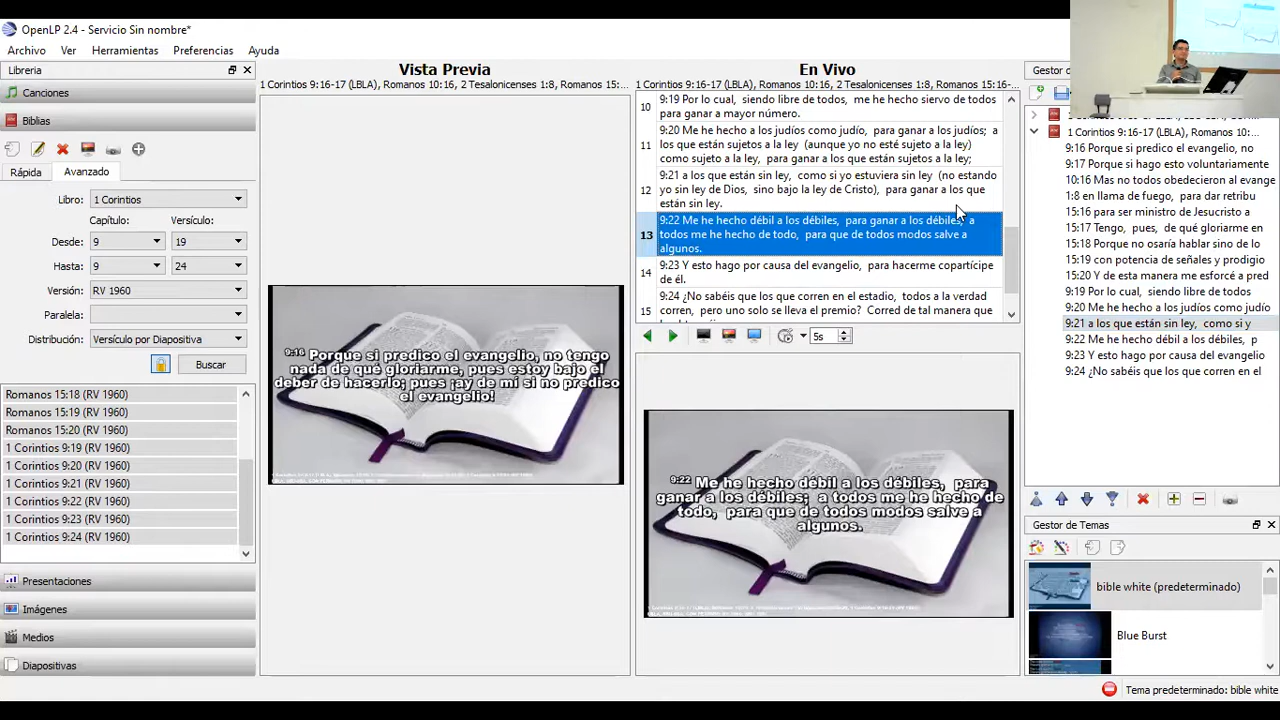 OpenLP 2.4 - Servicio Sin nombre*
Archivo Ver Herramientas Preferencias Ayuda
Libreria
Canciones
Biblias
Rápida Avanzado
Libro: 1 Corintios
Capítulo: Versículo:
Desde: 9 19
Hasta: 9 24
Versión: RV 1960
Paralela:
Distribución: Versículo por Diapositiva
Buscar
Romanos 15:18 (RV 1960)
Romanos 15:19 (RV 1960)
Romanos 15:20 (RV 1960)
1 Corintios 9:19 (RV 1960)
1 Corintios 9:20 (RV 1960)
1 Corintios 9:21 (RV 1960)
1 Corintios 9:22 (RV 1960)
1 Corintios 9:23 (RV 1960)
1 Corintios 9:24 (RV 1960)
Presentaciones
Imágenes
Medios
Diapositivas
Vista Previa
1 Corintios 9:16-17 (LBLA), Romanos 10:16, 2 Tesalonicenses 1:8, Romanos 15:...
9:16 Porque si predico el evangelio, no tengo
nada de qué gloriarme, pues estoy bajo el
deber de hacerlo; pues ¡ay de mí si no predico
el evangelio!
En Vivo
1 Corintios 9:16-17 (LBLA), Romanos 10:16, 2 Tesalonicenses 1:8, Romanos 15:16-...
10 9:19 Por lo cual, siendo libre de todos, me he hecho siervo de todos
para ganar a mayor número.
11 9:20 Me he hecho a los judíos como judío, para ganar a los judíos; a
los que están sujetos a la ley (aunque yo no esté sujeto a la ley)
como sujeto a la ley, para ganar a los que están sujetos a la ley;
12 9:21 a los que están sin ley, como si yo estuviera sin ley (no estando
yo sin ley de Dios, sino bajo la ley de Cristo), para ganar a los que
están sin ley.
13 9:22 Me he hecho débil a los débiles, para ganar a los débiles; a
todos me he hecho de todo, para que de todos modos salve a
algunos.
14 9:23 Y esto hago por causa del evangelio, para hacerme copartícipe
de él.
15 9:24 ¿No sabéis que los que corren en el estadio, todos a la verdad
corren, pero uno solo se lleva el premio? Corred de tal manera que
5s
9:22 Me he hecho débil a los débiles, para
ganar a los débiles; a todos me he hecho de
todo, para que de todos modos salve a
algunos.
Gestor d
1 Corintios 9:16-17 (LBLA), Romanos 10:...
9:16 Porque si predico el evangelio, no
9:17 Porque si hago esto voluntariamente
10:16 Mas no todos obedecieron al evange
1:8 en llama de fuego, para dar retribu
15:16 para ser ministro de Jesucristo a
15:17 Tengo, pues, de qué gloriarme en
15:18 Porque no osaría hablar sino de lo
15:19 con potencia de señales y prodigio
15:20 Y de esta manera me esforcé a pred
9:19 Por lo cual, siendo libre de todos
9:20 Me he hecho a los judíos como judío
9:21 a los que están sin ley, como si y
9:22 Me he hecho débil a los débiles, p
9:23 Y esto hago por causa del evangelio
9:24 ¿No sabéis que los que corren en el
Gestor de Temas
bible white (predeterminado)
Blue Burst
Tema predeterminado: bible white